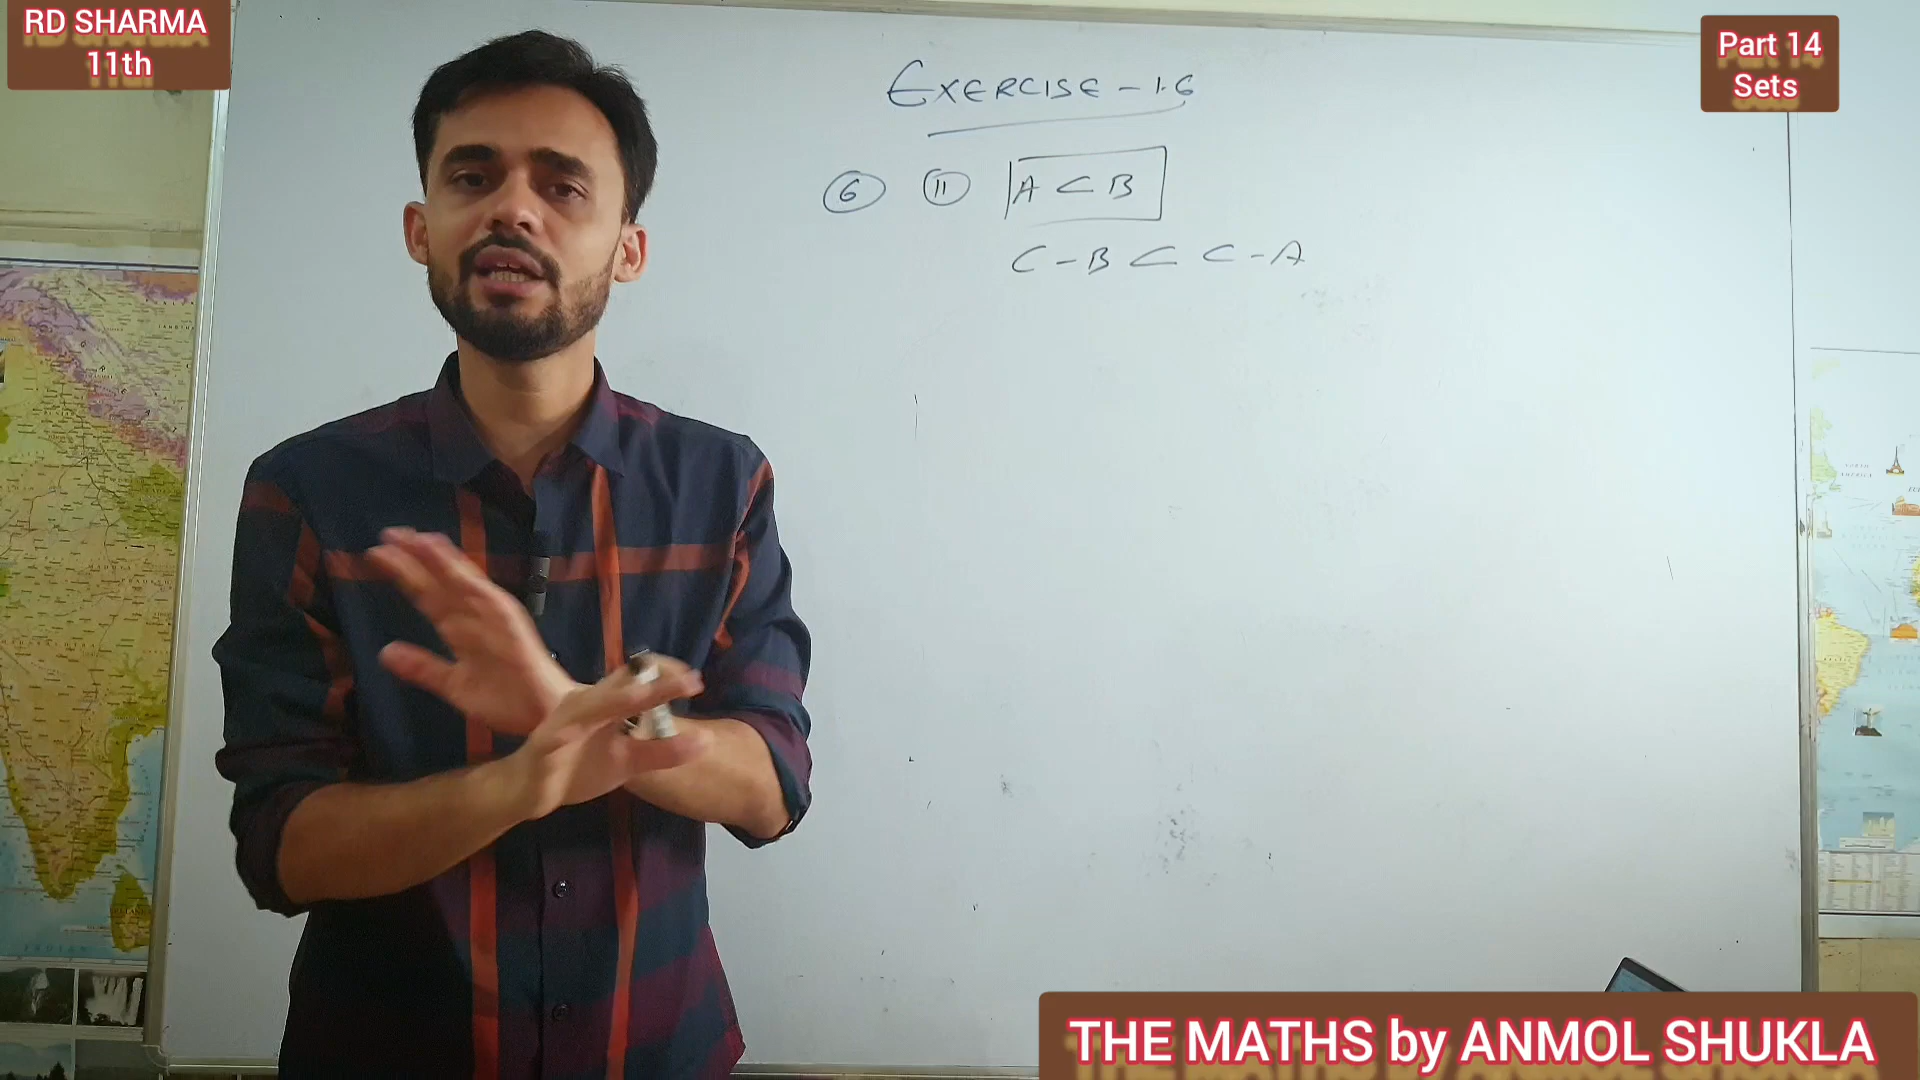 RD SHARMA
11th
Part 14
Sets
EXERCISE - 1.6
6 11 A ⊂ B
C - B ⊂ C - A
THE MATHS by ANMOL SHUKLA